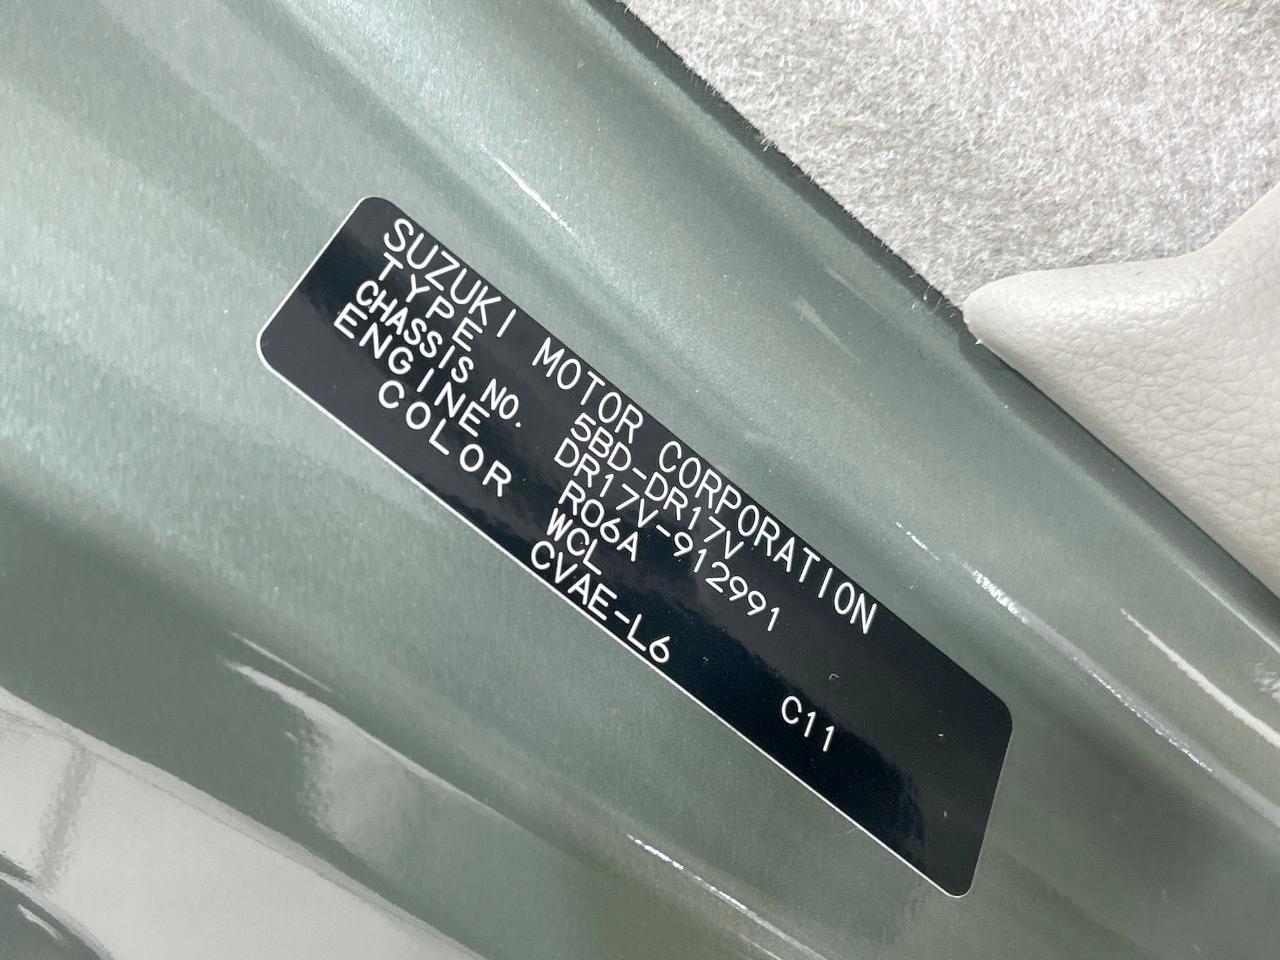 SUZUKI MOTOR CORPORATION
TYPE 5BD-DR17V
CHASSIS NO. DR17V-912991
ENGINE R06A
COLOR WCL
CVAE-L6 C11